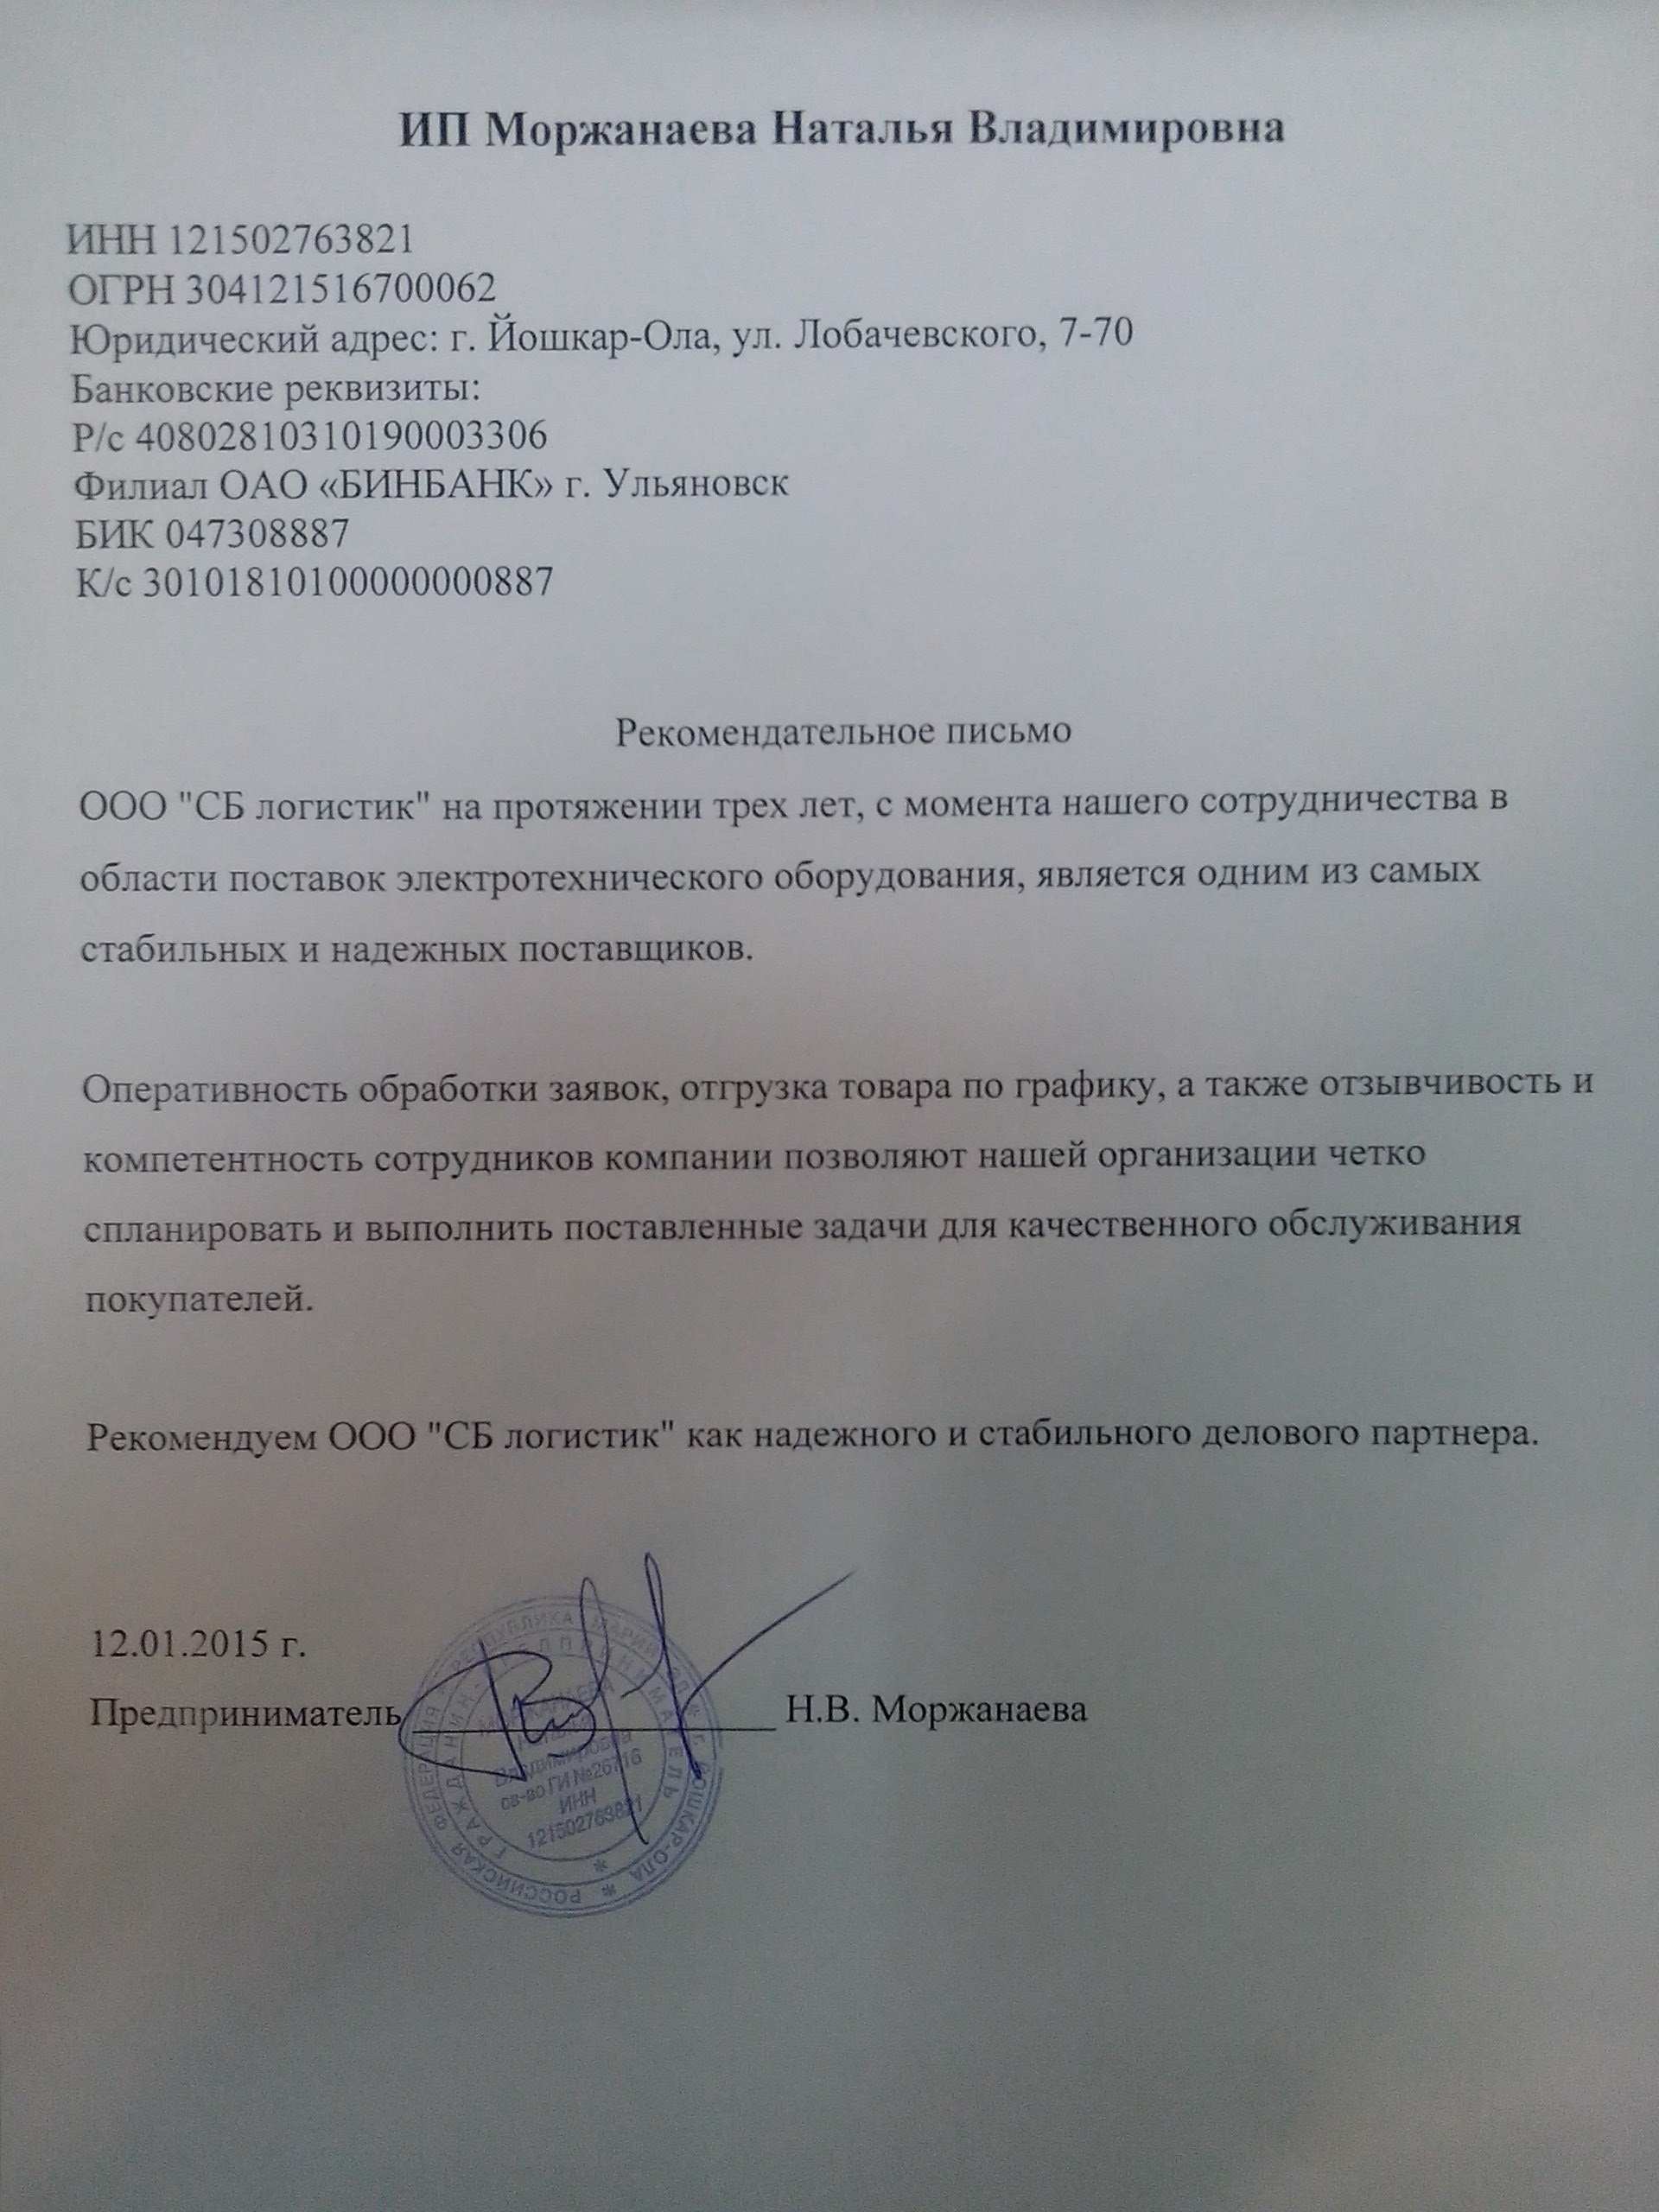 ИП Моржанаева Наталья Владимировна
ИНН 121502763821
ОГРН 304121516700062
Юридический адрес: г. Йошкар-Ола, ул. Лобачевского, 7-70
Банковские реквизиты:
Р/с 40802810310190003306
Филиал ОАО «БИНБАНК» г. Ульяновск
БИК 047308887
К/с 30101810100000000887
Рекомендательное письмо
ООО "СБ логистик" на протяжении трех лет, с момента нашего сотрудничества в
области поставок электротехнического оборудования, является одним из самых
стабильных и надежных поставщиков.
Оперативность обработки заявок, отгрузка товара по графику, а также отзывчивость и
компетентность сотрудников компании позволяют нашей организации четко
спланировать и выполнить поставленные задачи для качественного обслуживания
покупателей.
Рекомендуем ООО "СБ логистик" как надежного и стабильного делового партнера.
12.01.2015 г.
Предприниматель Н.В. Моржанаева
РОССИЙСКАЯ ФЕДЕРАЦИЯ РЕСПУБЛИКА МАРИЙ ЭЛ г. ЙОШКАР-ОЛА
ГРАЖДАНИН-ПРЕДПРИНИМАТЕЛЬ
Владимировна
св-во ГИ №26716
ИНН
121502763821